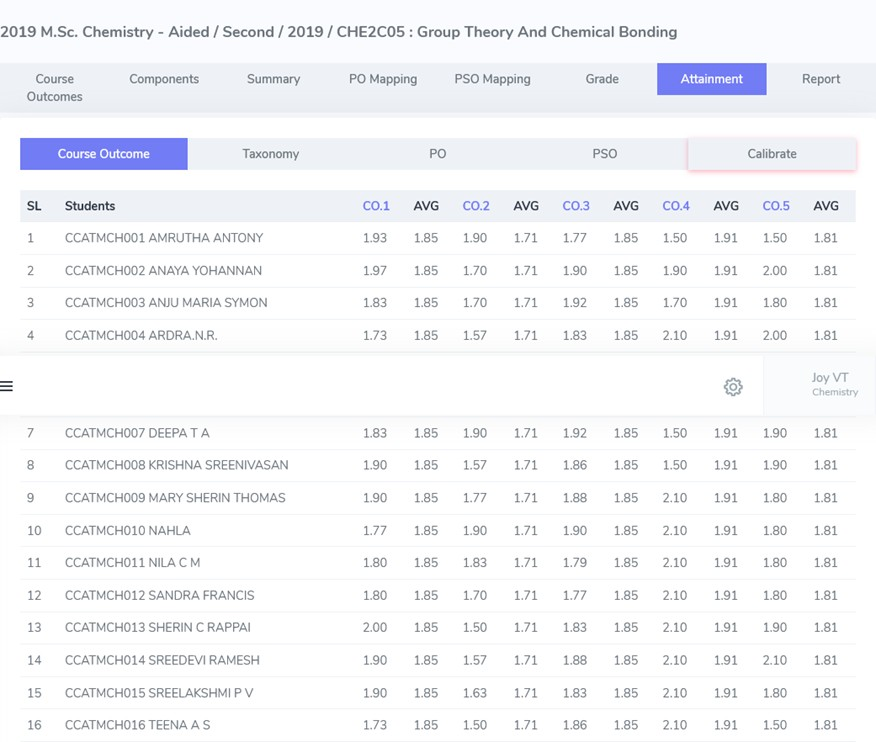 2019 M.Sc. Chemistry - Aided / Second / 2019 / CHE2C05 : Group Theory And Chemical Bonding
Course Outcomes Components Summary PO Mapping PSO Mapping Grade Attainment Report
Course Outcome Taxonomy PO PSO Calibrate
SL Students CO.1 AVG CO.2 AVG CO.3 AVG CO.4 AVG CO.5 AVG
1 CCATMCH001 AMRUTHA ANTONY 1.93 1.85 1.90 1.71 1.77 1.85 1.50 1.91 1.50 1.81
2 CCATMCH002 ANAYA YOHANNAN 1.97 1.85 1.70 1.71 1.90 1.85 1.90 1.91 2.00 1.81
3 CCATMCH003 ANJU MARIA SYMON 1.83 1.85 1.70 1.71 1.92 1.85 1.70 1.91 1.80 1.81
4 CCATMCH004 ARDRA.N.R. 1.73 1.85 1.57 1.71 1.83 1.85 2.10 1.91 2.00 1.81
Joy VT
Chemistry
7 CCATMCH007 DEEPA T A 1.83 1.85 1.90 1.71 1.92 1.85 1.50 1.91 1.90 1.81
8 CCATMCH008 KRISHNA SREENIVASAN 1.90 1.85 1.57 1.71 1.86 1.85 1.50 1.91 1.90 1.81
9 CCATMCH009 MARY SHERIN THOMAS 1.90 1.85 1.77 1.71 1.88 1.85 2.10 1.91 1.80 1.81
10 CCATMCH010 NAHLA 1.77 1.85 1.90 1.71 1.90 1.85 2.10 1.91 1.80 1.81
11 CCATMCH011 NILA C M 1.80 1.85 1.83 1.71 1.79 1.85 2.10 1.91 1.80 1.81
12 CCATMCH012 SANDRA FRANCIS 1.80 1.85 1.70 1.71 1.77 1.85 2.10 1.91 1.80 1.81
13 CCATMCH013 SHERIN C RAPPAI 2.00 1.85 1.50 1.71 1.83 1.85 2.10 1.91 1.90 1.81
14 CCATMCH014 SREEDEVI RAMESH 1.90 1.85 1.57 1.71 1.88 1.85 2.10 1.91 2.10 1.81
15 CCATMCH015 SREELAKSHMI P V 1.90 1.85 1.63 1.71 1.83 1.85 2.10 1.91 1.80 1.81
16 CCATMCH016 TEENA A S 1.73 1.85 1.50 1.71 1.86 1.85 2.10 1.91 1.50 1.81